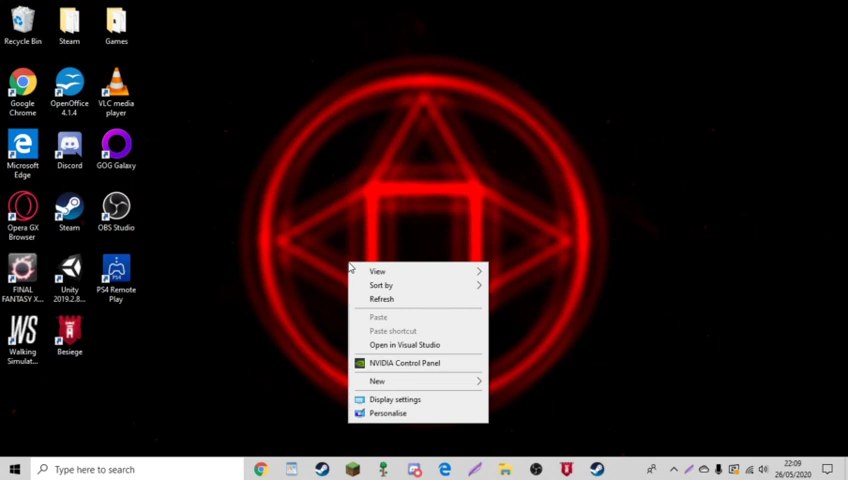 Recycle Bin
Steam
Games
Google
Chrome
OpenOffice
4.1.4
VLC media
player
Microsoft
Edge
Discord
GOG Galaxy
Opera GX
Browser
Steam
OBS Studio
FINAL
FANTASY X...
Unity
2019.2.8...
PS4 Remote
Play
WS
Walking
Simulat...
Besiege
View
Sort by
Refresh
Paste
Paste shortcut
Open in Visual Studio
NVIDIA Control Panel
New
Display settings
Personalise
Type here to search
22:09
26/05/2020